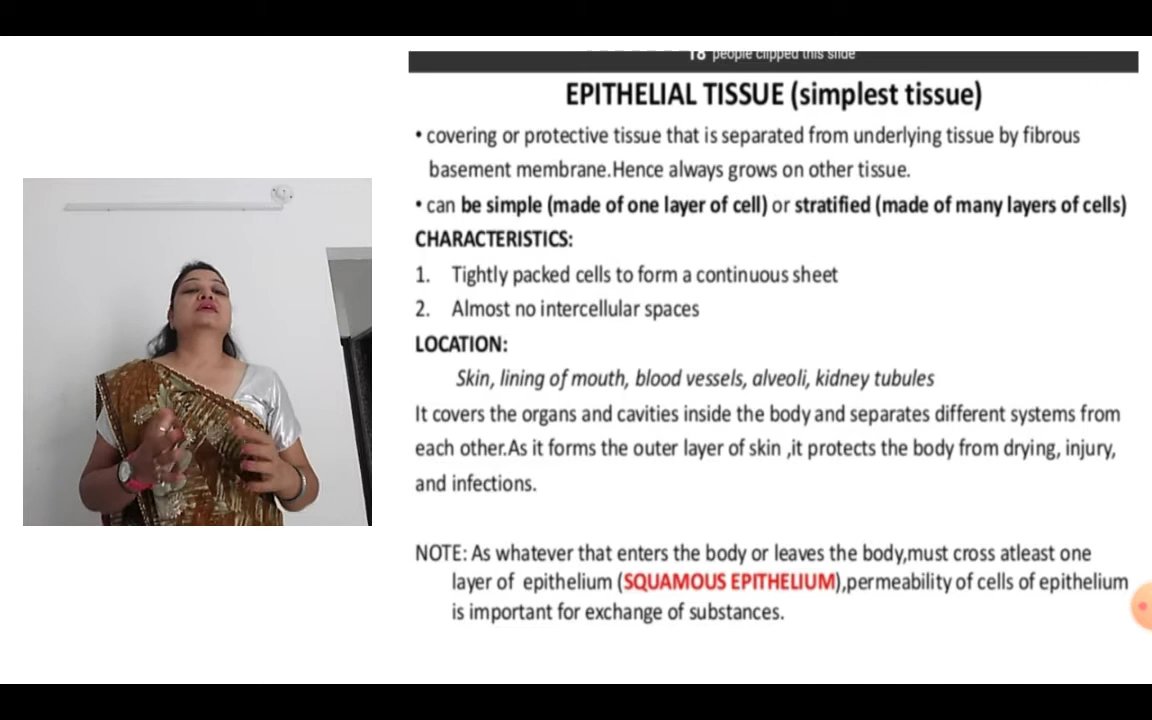 18 people clipped this slide
EPITHELIAL TISSUE (simplest tissue)
• covering or protective tissue that is separated from underlying tissue by fibrous
basement membrane.Hence always grows on other tissue.
• can be simple (made of one layer of cell) or stratified (made of many layers of cells)
CHARACTERISTICS:
1. Tightly packed cells to form a continuous sheet
2. Almost no intercellular spaces
LOCATION:
Skin, lining of mouth, blood vessels, alveoli, kidney tubules
It covers the organs and cavities inside the body and separates different systems from
each other.As it forms the outer layer of skin ,it protects the body from drying, injury,
and infections.
NOTE: As whatever that enters the body or leaves the body,must cross atleast one
layer of epithelium (SQUAMOUS EPITHELIUM),permeability of cells of epithelium
is important for exchange of substances.